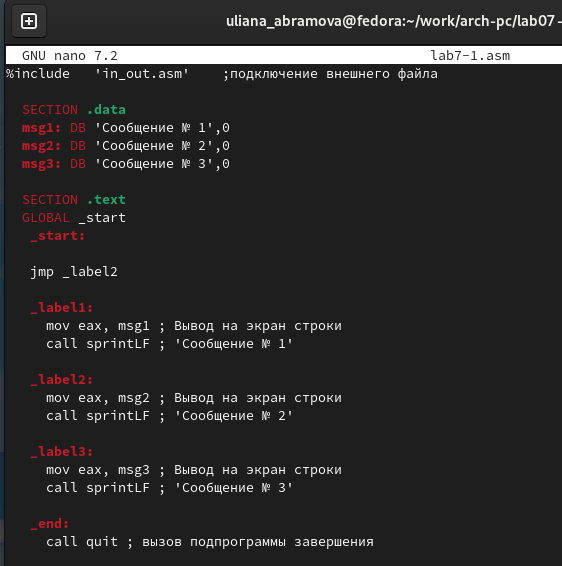 uliana_abramova@fedora:~/work/arch-pc/lab07 -
GNU nano 7.2 lab7-1.asm
%include 'in_out.asm' ;подключение внешнего файла
SECTION .data
msg1: DB 'Сообщение № 1',0
msg2: DB 'Сообщение № 2',0
msg3: DB 'Сообщение № 3',0
SECTION .text
GLOBAL _start
_start:
jmp _label2
_label1:
mov eax, msg1 ; Вывод на экран строки
call sprintLF ; 'Сообщение № 1'
_label2:
mov eax, msg2 ; Вывод на экран строки
call sprintLF ; 'Сообщение № 2'
_label3:
mov eax, msg3 ; Вывод на экран строки
call sprintLF ; 'Сообщение № 3'
_end:
call quit ; вызов подпрограммы завершения